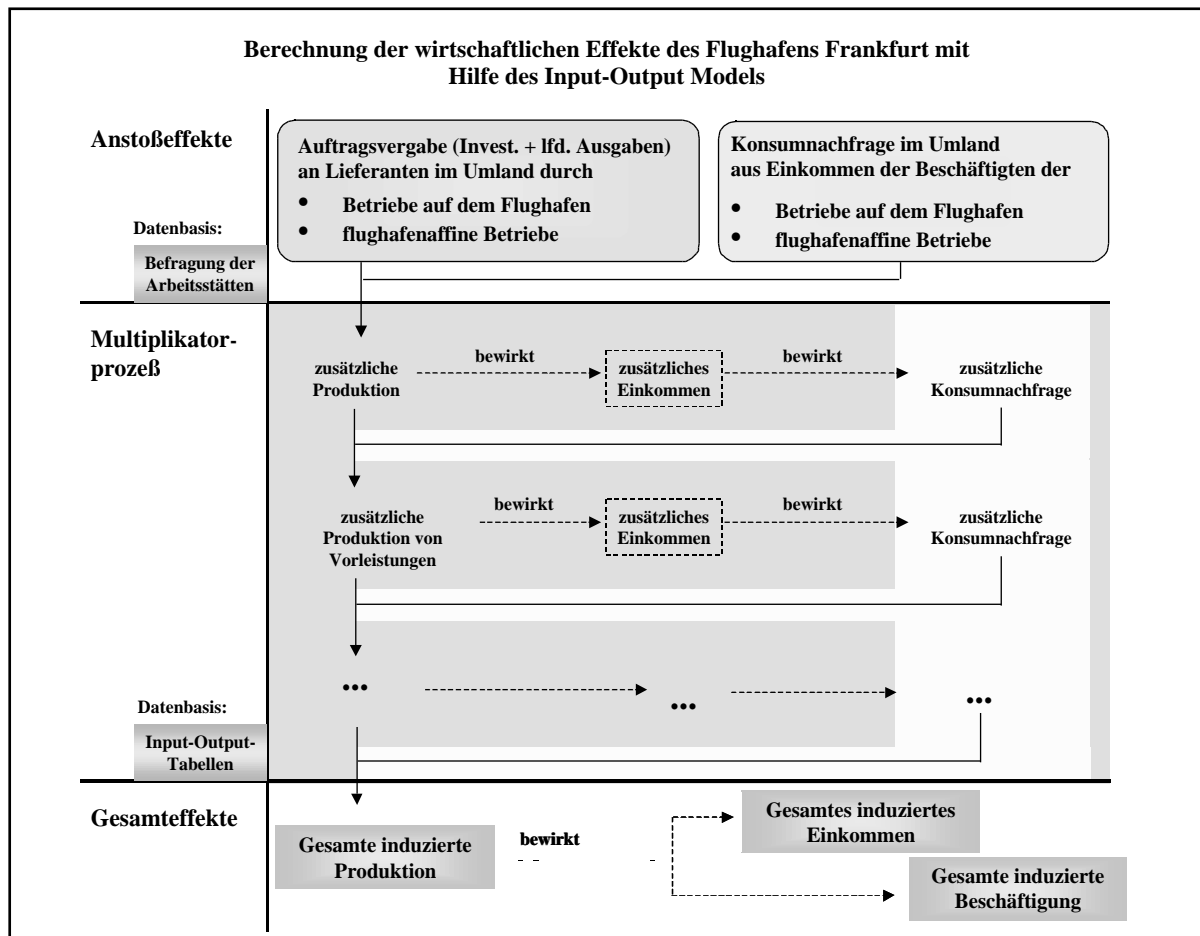 Berechnung der wirtschaftlichen Effekte des Flughafens Frankfurt mit
Hilfe des Input-Output Models
Anstoßeffekte
Auftragsvergabe (Invest. + lfd. Ausgaben)
an Lieferanten im Umland durch
• Betriebe auf dem Flughafen
• flughafenaffine Betriebe
Konsumnachfrage im Umland
aus Einkommen der Beschäftigten der
• Betriebe auf dem Flughafen
• flughafenaffine Betriebe
Datenbasis:
Befragung der
Arbeitsstätten
Multiplikator-
prozeß
zusätzliche
Produktion
bewirkt
zusätzliches
Einkommen
bewirkt
zusätzliche
Konsumnachfrage
zusätzliche
Produktion von
Vorleistungen
bewirkt
zusätzliches
Einkommen
bewirkt
zusätzliche
Konsumnachfrage
•••
•••
•••
Datenbasis:
Input-Output-
Tabellen
Gesamteffekte
Gesamte induzierte
Produktion
bewirkt
Gesamtes induziertes
Einkommen
Gesamte induzierte
Beschäftigung